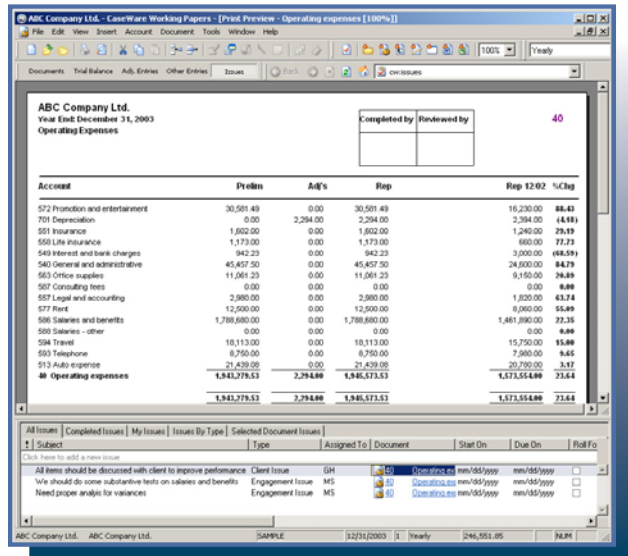 ABC Company Ltd. - CaseWare Working Papers - [Print Preview - Operating expenses [100%]]
File Edit View Insert Account Document Tools Window Help
100% Yearly
Documents Trial Balance Adj. Entries Other Entries Issues Back cw:issues
ABC Company Ltd.
Year End: December 31, 2003
Operating Expenses
Completed by Reviewed by 40
Account Prelim Adj's Rep Rep 12/02 %Chg
572 Promotion and entertainment 30,581.49 0.00 30,581.49 16,230.00 88.43
701 Depreciation 0.00 2,294.00 2,294.00 2,394.00 (4.18)
551 Insurance 1,602.00 0.00 1,602.00 1,240.00 29.19
558 Life insurance 1,173.00 0.00 1,173.00 660.00 77.73
549 Interest and bank charges 942.23 0.00 942.23 3,000.00 (68.59)
540 General and administrative 45,457.50 0.00 45,457.50 24,600.00 84.79
563 Office supplies 11,061.23 0.00 11,061.23 9,150.00 20.89
587 Consulting fees 0.00 0.00 0.00 0.00 0.00
557 Legal and accounting 2,980.00 0.00 2,980.00 1,820.00 63.74
577 Rent 12,500.00 0.00 12,500.00 8,060.00 55.09
586 Salaries and benefits 1,788,680.00 0.00 1,788,680.00 1,461,890.00 22.35
588 Salaries - other 0.00 0.00 0.00 0.00 0.00
594 Travel 18,113.00 0.00 18,113.00 15,750.00 15.00
593 Telephone 8,750.00 0.00 8,750.00 7,980.00 9.65
513 Auto expense 21,439.08 0.00 21,439.08 20,780.00 3.17
40 Operating expenses 1,943,279.53 2,294.00 1,945,573.53 1,573,554.00 23.64
1,943,279.53 2,294.00 1,945,573.53 1,573,554.00 23.64
All Issues Completed Issues My Issues Issues By Type Selected Document Issues
! Subject Type Assigned To Document Start On Due On Roll Fo
Click here to add a new issue
All items should be discussed with client to improve performance Client Issue GH 40 Operating ex mm/dd/yyyy mm/dd/yyyy
We should do some substantive tests on salaries and benefits Engagement Issue MS 40 Operating ex mm/dd/yyyy mm/dd/yyyy
Need proper analyis for variances Engagement Issue MS 40 Operating ex mm/dd/yyyy mm/dd/yyyy
ABC Company Ltd. ABC Company Ltd. SAMPLE 12/31/2003 1 Yearly 246,551.85 NUM